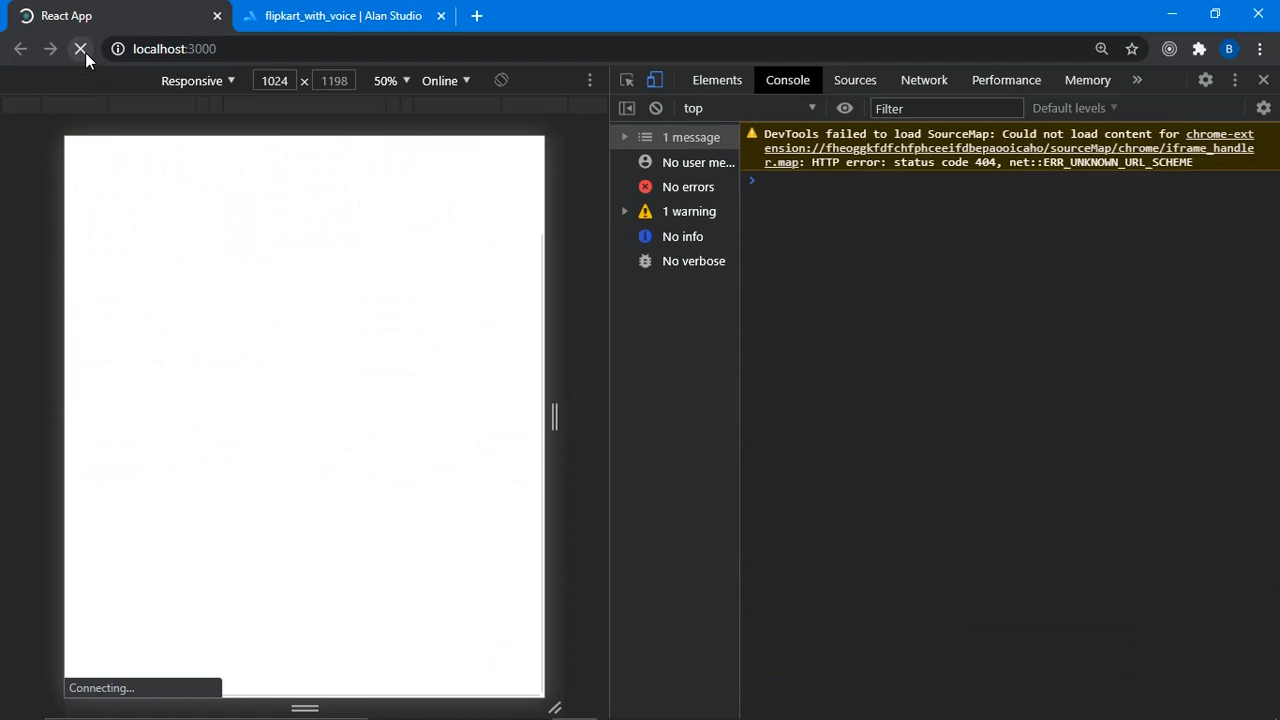 React App
flipkart_with_voice | Alan Studio
localhost:3000
B
Responsive
1024 × 1198
50%
Online
Elements
Console
Sources
Network
Performance
Memory
top
Filter
Default levels
1 message
No user me...
No errors
1 warning
No info
No verbose
DevTools failed to load SourceMap: Could not load content for chrome-ext
ension://fheoggkfdfchfphceeifdbepaooicaho/sourceMap/chrome/iframe_handle
r.map: HTTP error: status code 404, net::ERR_UNKNOWN_URL_SCHEME
Connecting...